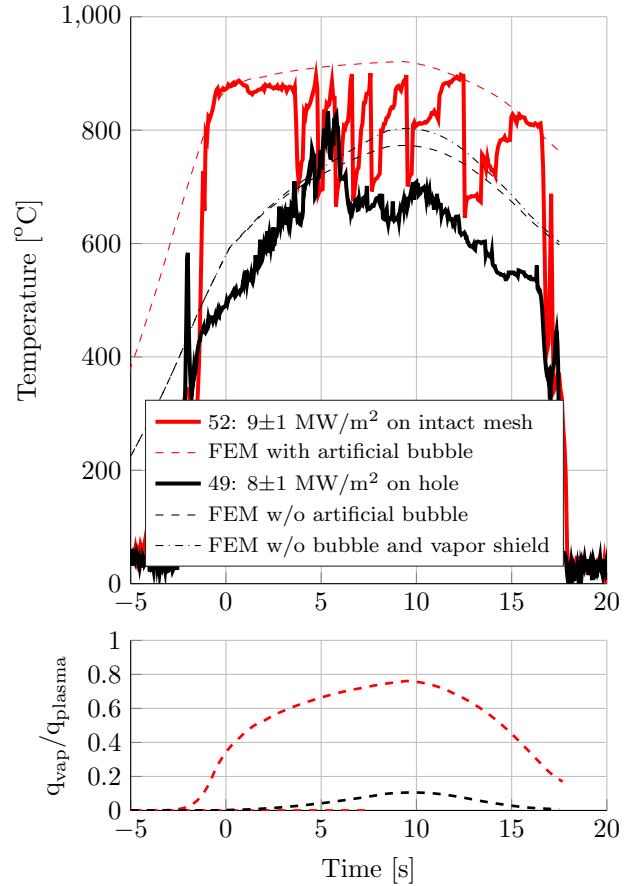 1,000
800
600
400
200
0
Temperature [°C]
52: 9±1 MW/m² on intact mesh
FEM with artificial bubble
49: 8±1 MW/m² on hole
FEM w/o artificial bubble
FEM w/o bubble and vapor shield
−5 0 5 10 15 20
1
0.8
0.6
0.4
0.2
0
q_vap/q_plasma
−5 0 5 10 15 20
Time [s]